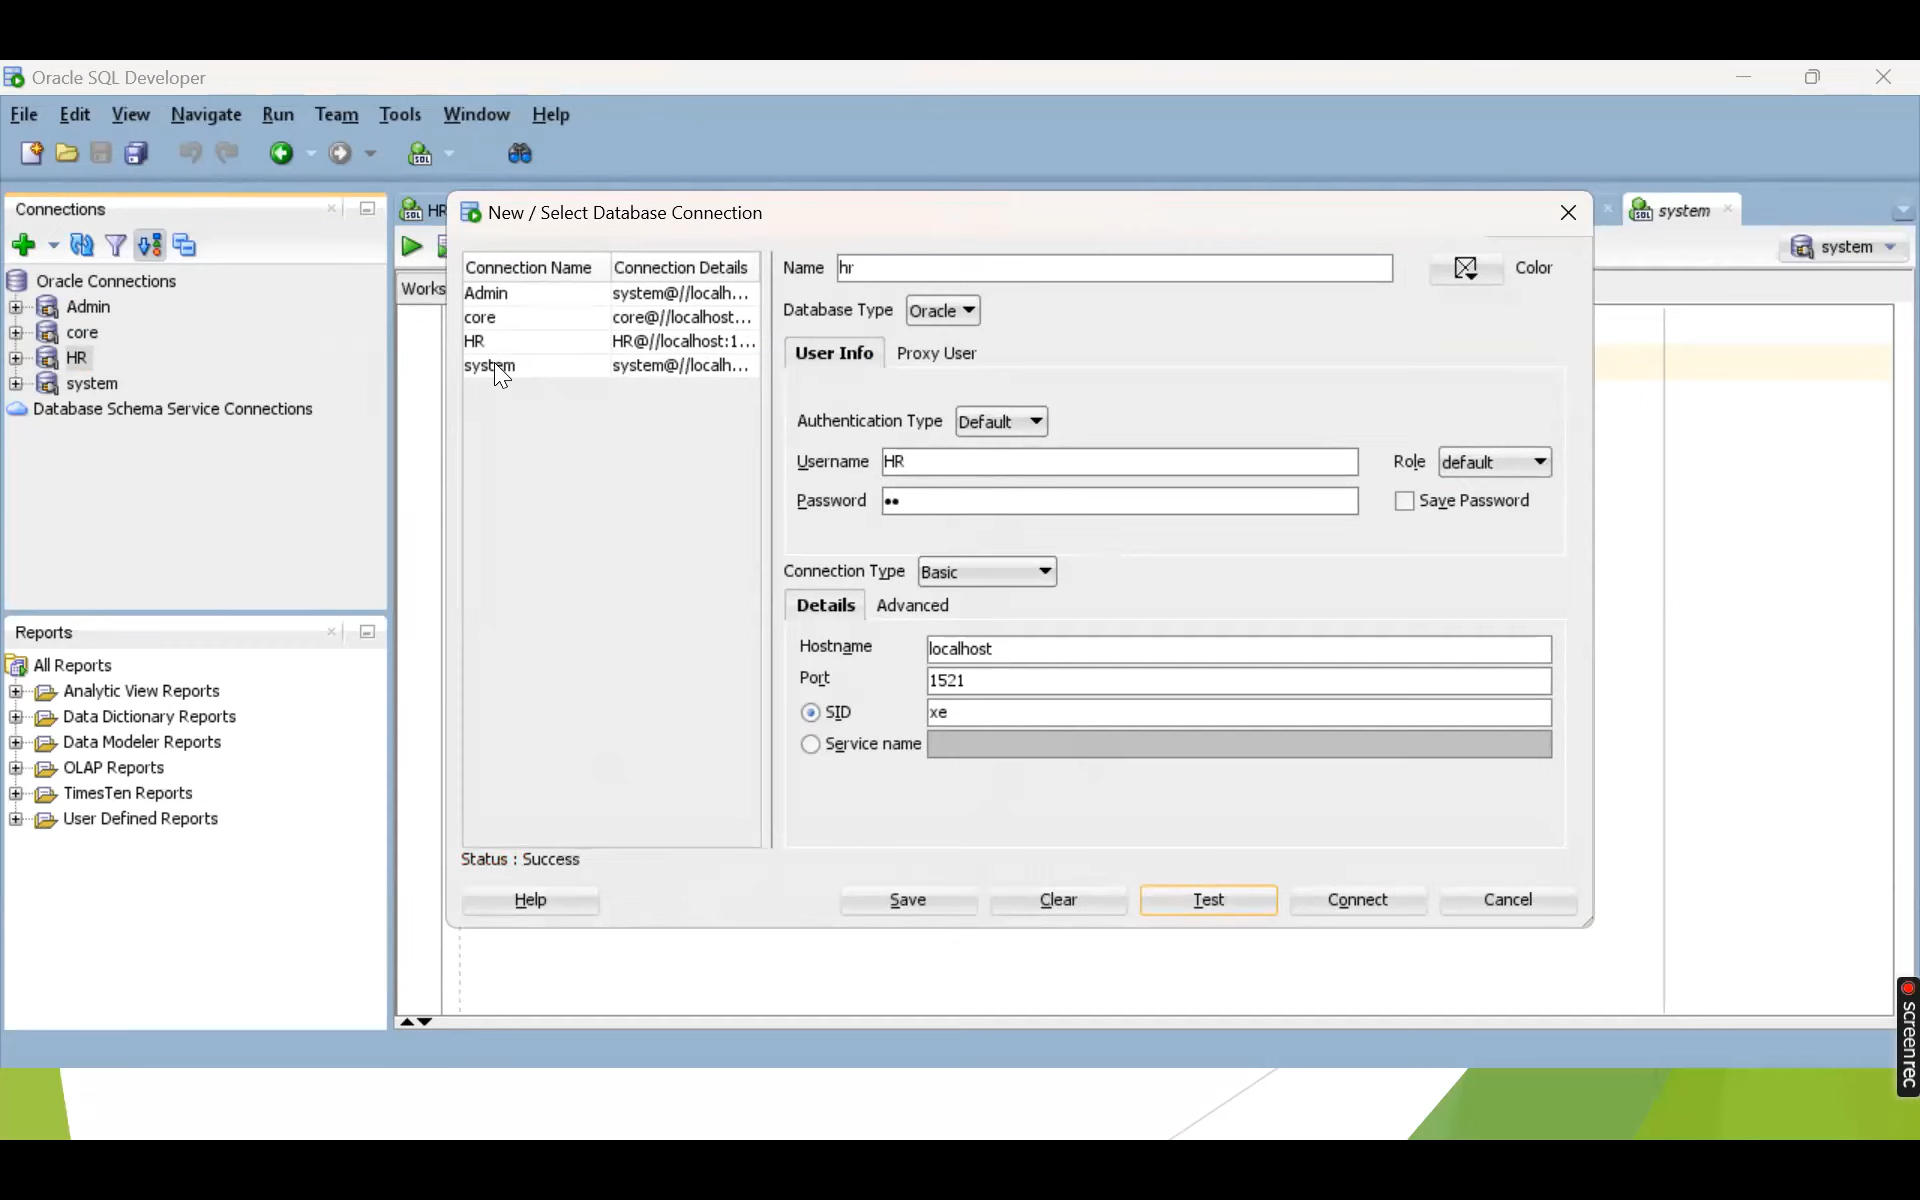 Oracle SQL Developer
File Edit View Navigate Run Team Tools Window Help
SQL
Connections
Oracle Connections
Admin
core
HR
system
Database Schema Service Connections
Reports
All Reports
Analytic View Reports
Data Dictionary Reports
Data Modeler Reports
OLAP Reports
TimesTen Reports
User Defined Reports
SQL HR
Works
SQL system
system
New / Select Database Connection
Connection Name Connection Details
Admin system@//localh...
core core@//localhost...
HR HR@//localhost:1...
system system@//localh...
Name hr Color
Database Type Oracle
User Info Proxy User
Authentication Type Default
Username HR Role default
Password •• Save Password
Connection Type Basic
Details Advanced
Hostname localhost
Port 1521
SID xe
Service name
Status : Success
Help Save Clear Test Connect Cancel
screenrec